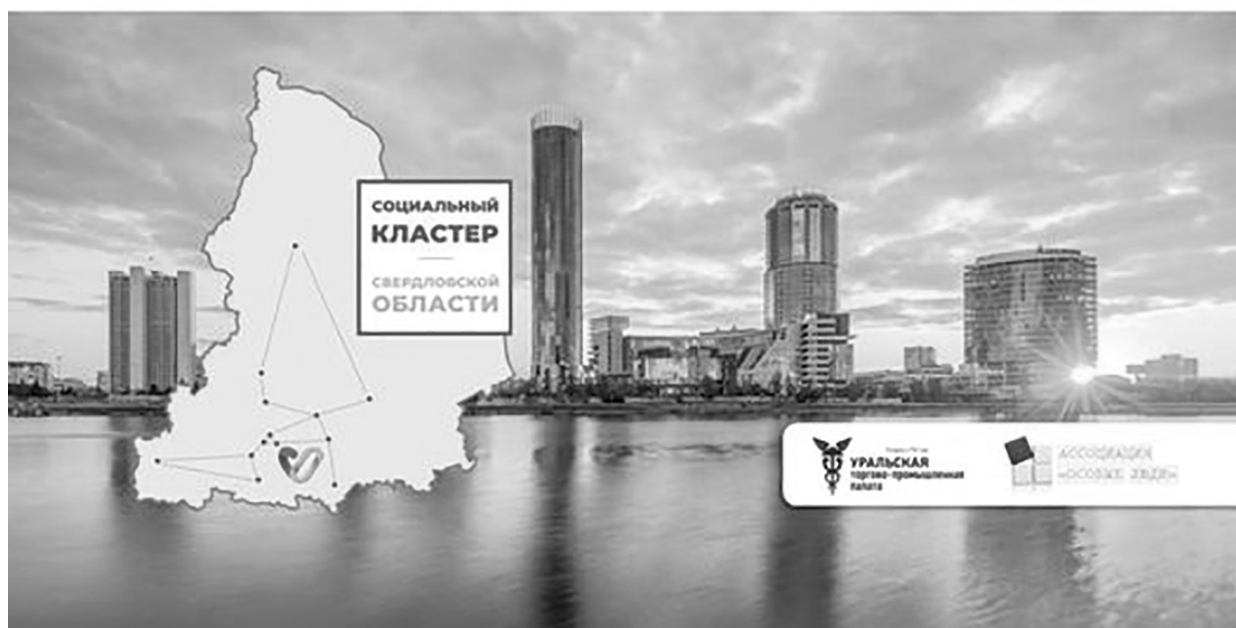 СОЦИАЛЬНЫЙ
КЛАСТЕР
СВЕРДЛОВСКОЙ
ОБЛАСТИ
УРАЛЬСКАЯ
торгово-промышленная
палата
АССОЦИАЦИЯ
«ОСОБЫЕ ЛЮДИ»